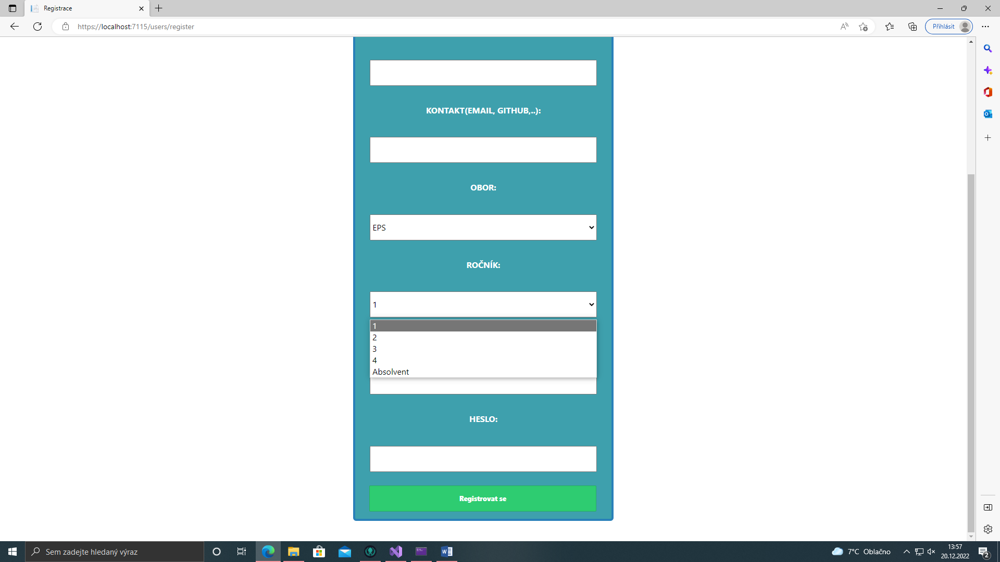 Registrace
https://localhost:7115/users/register
Přihlásit
KONTAKT(EMAIL, GITHUB,..):
OBOR:
EPS
ROČNÍK:
1
1
2
3
4
Absolvent
HESLO:
Registrovat se
Sem zadejte hledaný výraz
7°C Oblačno
13:57
20.12.2022
2